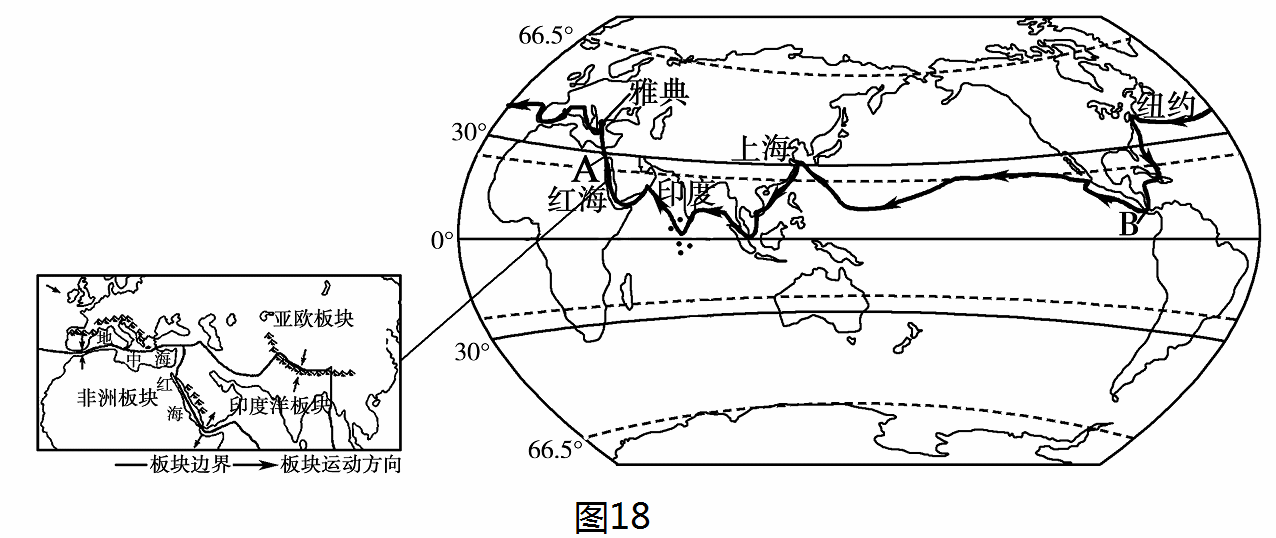 66.5°
雅典
纽约
30°
上海
A
红海
印度
B
0°
亚欧板块
地
中
海
红
海
非洲板块
印度洋板块
30°
66.5°
板块边界
板块运动方向
图18